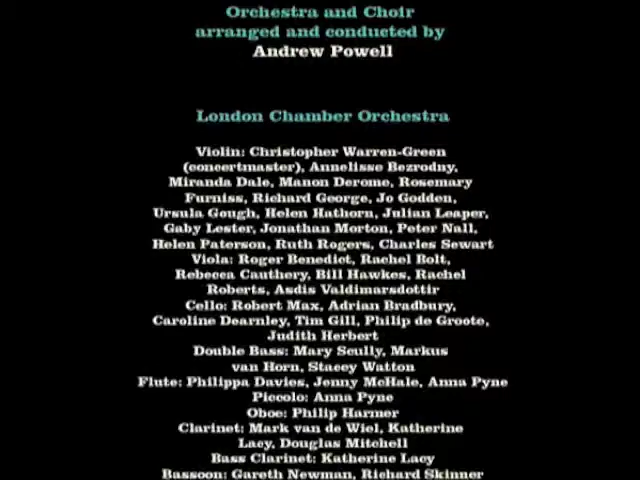 Orchestra and Choir
arranged and conducted by
Andrew Powell
London Chamber Orchestra
Violin: Christopher Warren-Green
(concertmaster), Annelisse Bezrodny,
Miranda Dale, Manon Derome, Rosemary
Furniss, Richard George, Jo Godden,
Ursula Gough, Helen Hathorn, Julian Leaper,
Gaby Lester, Jonathan Morton, Peter Nall,
Helen Paterson, Ruth Rogers, Charles Sewart
Viola: Roger Benedict, Rachel Bolt,
Rebecca Cauthery, Bill Hawkes, Rachel
Roberts, Asdis Valdimarsdottir
Cello: Robert Max, Adrian Bradbury,
Caroline Dearnley, Tim Gill, Philip de Groote,
Judith Herbert
Double Bass: Mary Scully, Markus
van Horn, Stacey Watton
Flute: Philippa Davies, Jenny McHale, Anna Pyne
Piccolo: Anna Pyne
Oboe: Philip Harmer
Clarinet: Mark van de Wiel, Katherine
Lacy, Douglas Mitchell
Bass Clarinet: Katherine Lacy
Bassoon: Gareth Newman, Richard Skinner